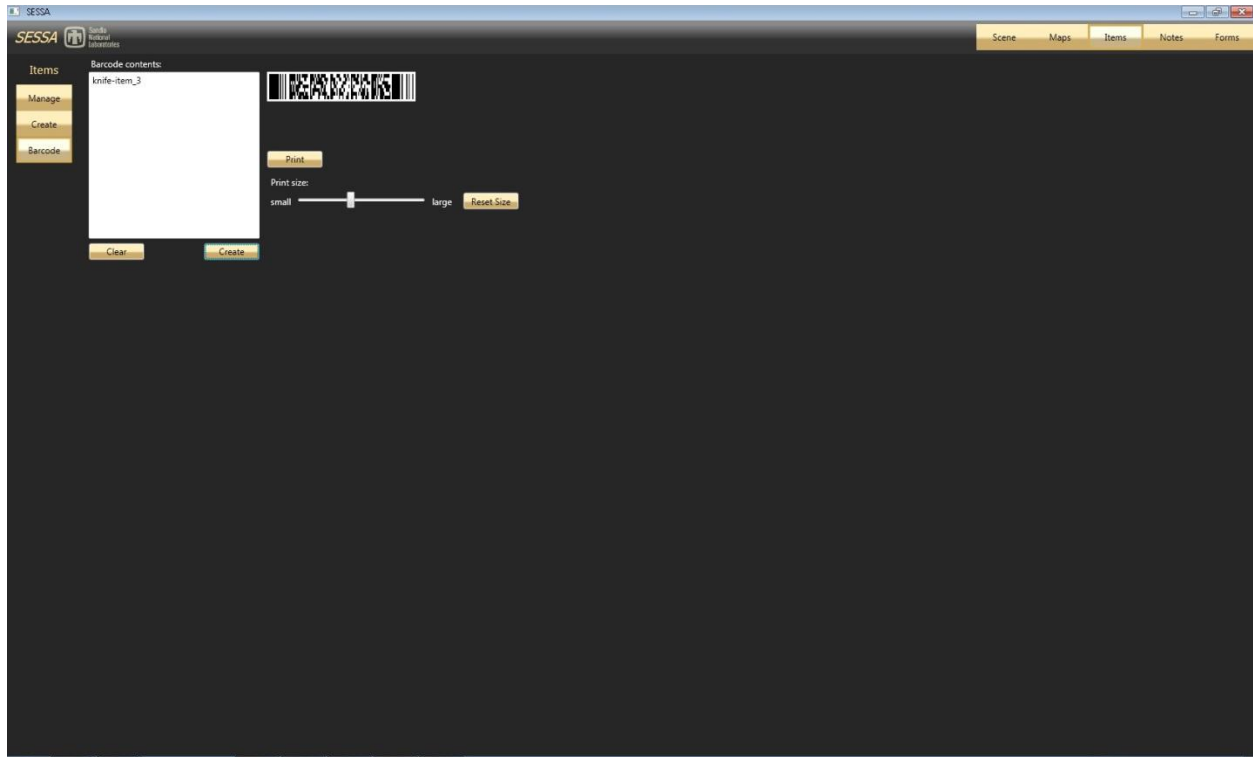 SESSA
SESSA Sandia National Laboratories
Scene Maps Items Notes Forms
Items
Manage
Create
Barcode
Barcode contents:
knife-item_3
Clear Create
Print
Print size:
small large Reset Size